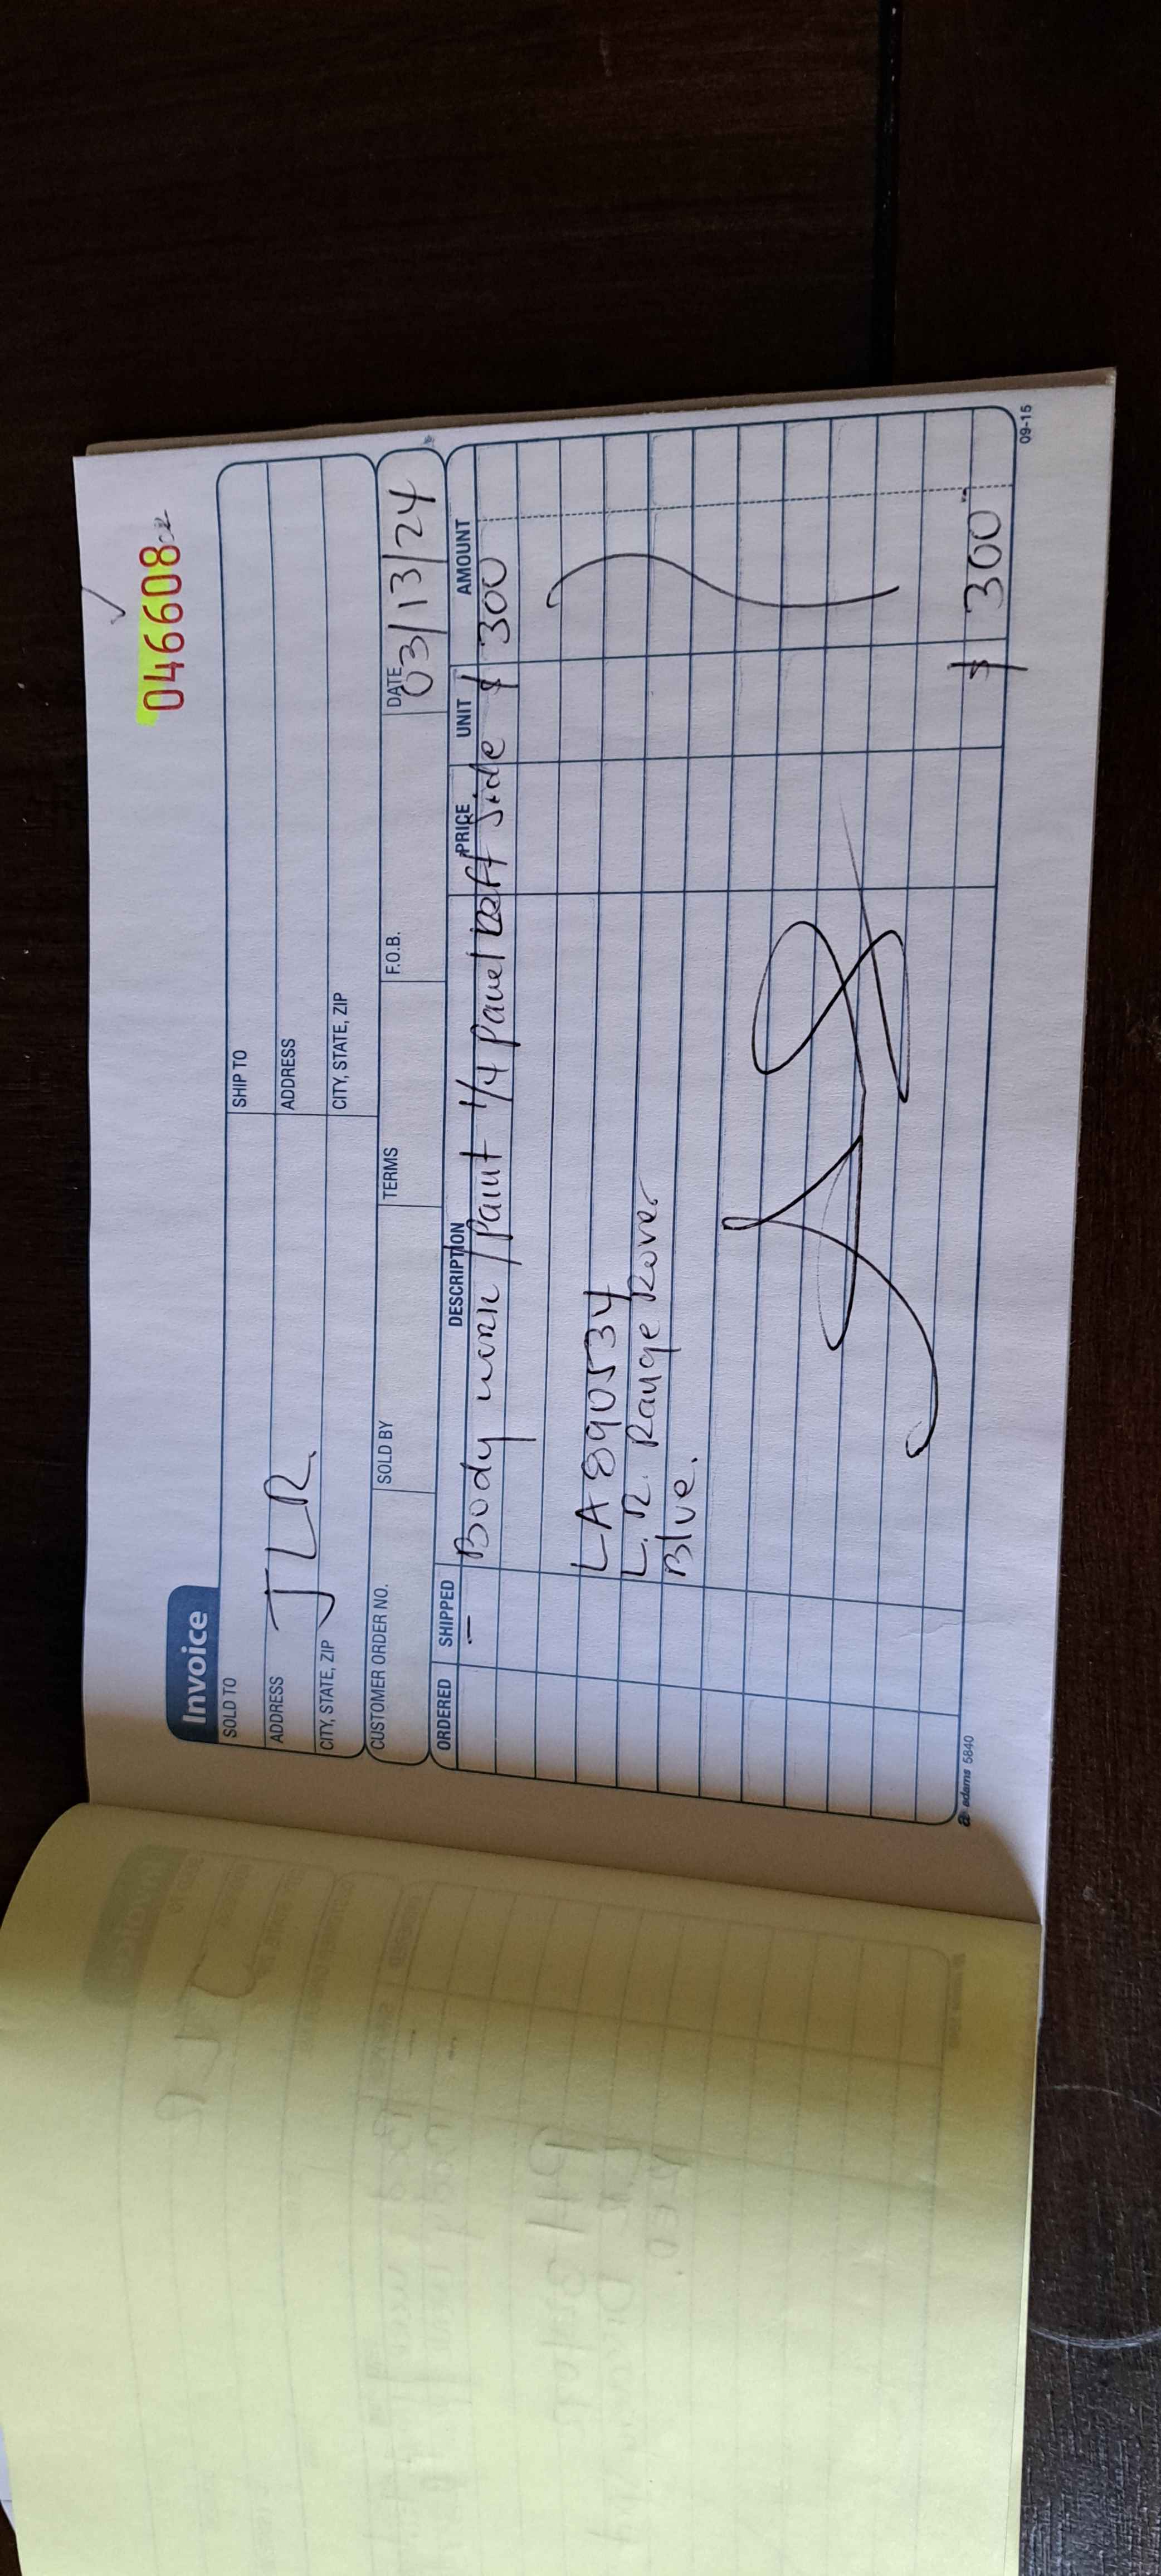 046608
Invoice
SOLD TO
SHIP TO
ADDRESS
JLR.
ADDRESS
CITY, STATE, ZIP
CITY, STATE, ZIP
CUSTOMER ORDER NO.
SOLD BY
TERMS
F.O.B.
DATE
03/13/24
ORDERED
SHIPPED
DESCRIPTION
PRICE
UNIT
AMOUNT
- Body work / Paint 1/4 Panel Left Side $ 300
LA890534
L.R. Range Rover
Blue.
$ 300
adams 5840
09-15